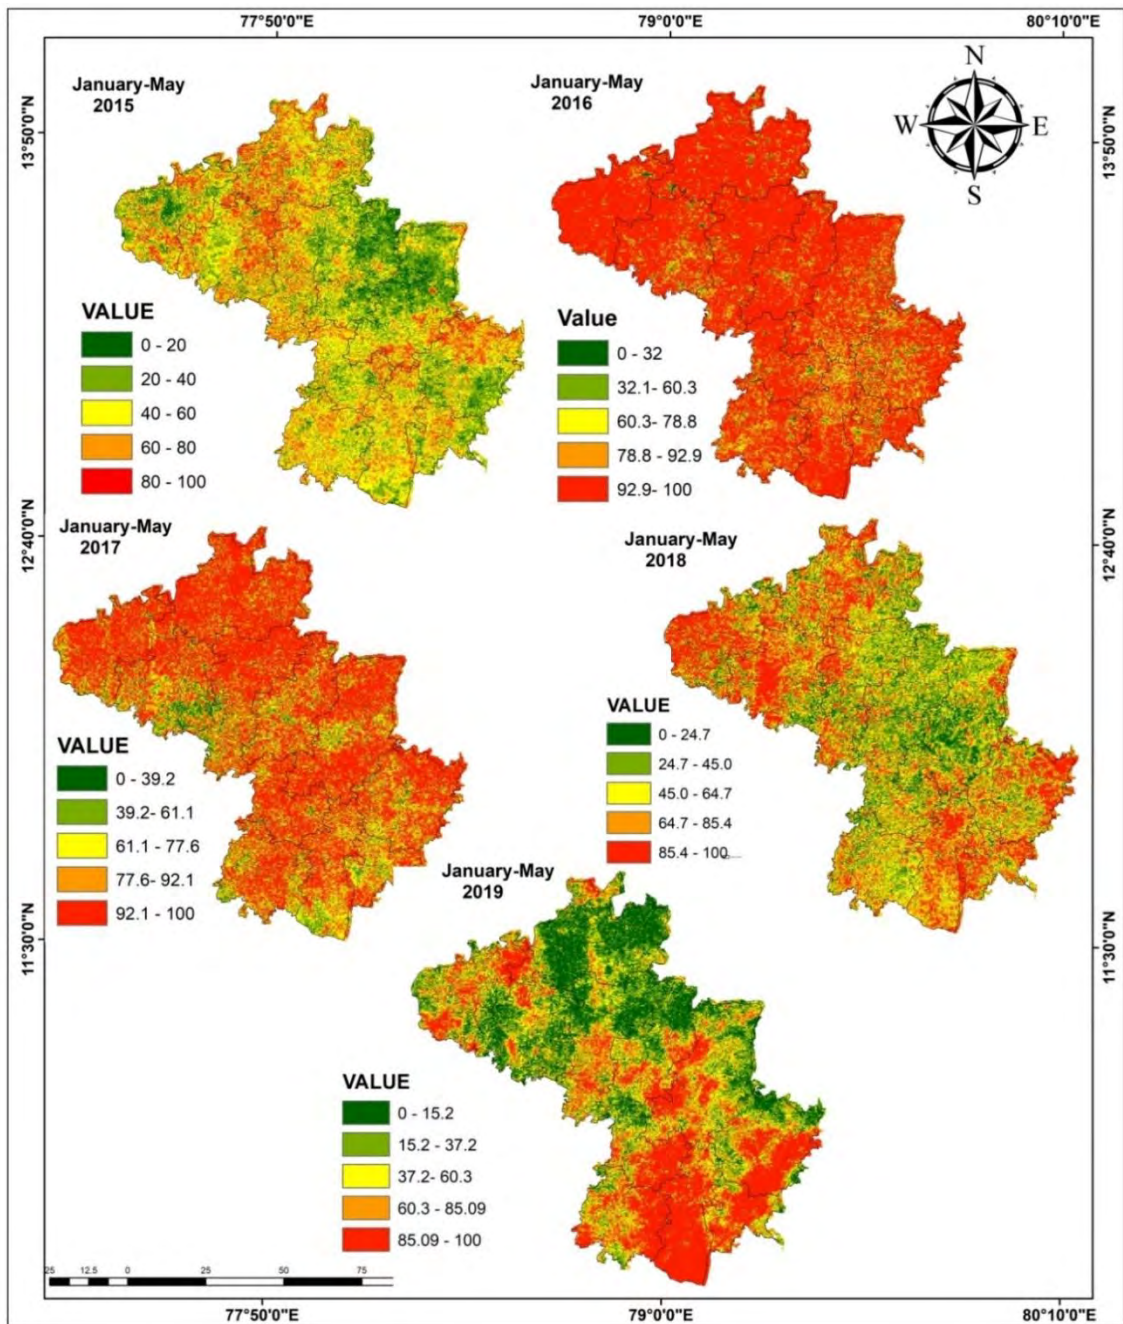 77°50'0"E
79°0'0"E
80°10'0"E
13°50'0"N
13°50'0"N
January-May
2015
January-May
2016
N
W
E
S
VALUE
0 - 20
20 - 40
40 - 60
60 - 80
80 - 100
Value
0 - 32
32.1- 60.3
60.3- 78.8
78.8 - 92.9
92.9- 100
12°40'0"N
12°40'0"N
January-May
2017
January-May
2018
VALUE
0 - 39.2
39.2- 61.1
61.1 - 77.6
77.6- 92.1
92.1 - 100
VALUE
0 - 24.7
24.7 - 45.0
45.0 - 64.7
64.7 - 85.4
85.4 - 100
11°30'0"N
11°30'0"N
January-May
2019
VALUE
0 - 15.2
15.2 - 37.2
37.2- 60.3
60.3 - 85.09
85.09 - 100
25 12.5 0 25 50 75
77°50'0"E
79°0'0"E
80°10'0"E